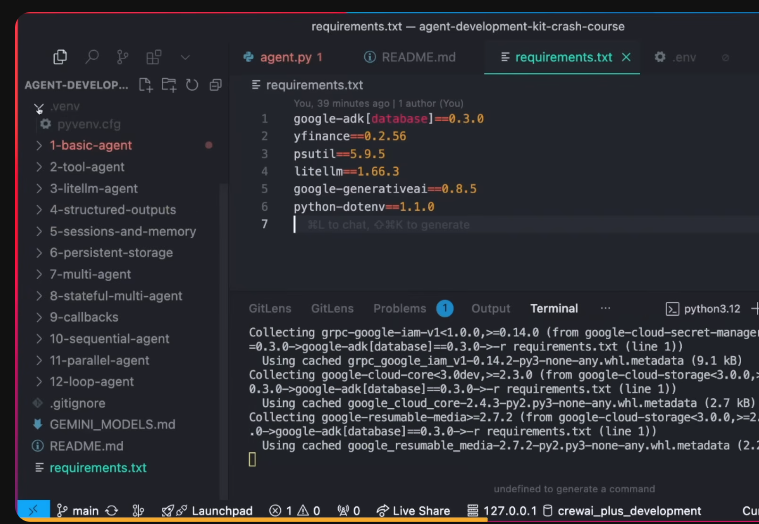 requirements.txt — agent-development-kit-crash-course
agent.py 1
README.md
requirements.txt
.env
AGENT-DEVELOP...
requirements.txt
.venv
pyvenv.cfg
1-basic-agent
2-tool-agent
3-litellm-agent
4-structured-outputs
5-sessions-and-memory
6-persistent-storage
7-multi-agent
8-stateful-multi-agent
9-callbacks
10-sequential-agent
11-parallel-agent
12-loop-agent
.gitignore
GEMINI_MODELS.md
README.md
requirements.txt
You, 39 minutes ago | 1 author (You)
1 google-adk[database]==0.3.0
2 yfinance==0.2.56
3 psutil==5.9.5
4 litellm==1.66.3
5 google-generativeai==0.8.5
6 python-dotenv==1.1.0
7 ⌘L to chat, ⇧⌘K to generate
GitLens GitLens Problems 1 Output Terminal ··· python3.12
Collecting grpc-google-iam-v1<1.0.0,>=0.14.0 (from google-cloud-secret-manager
=0.3.0->google-adk[database]==0.3.0->-r requirements.txt (line 1))
Using cached grpc_google_iam_v1-0.14.2-py3-none-any.whl.metadata (9.1 kB)
Collecting google-cloud-core<3.0dev,>=2.3.0 (from google-cloud-storage<3.0.0,>
0.3.0->google-adk[database]==0.3.0->-r requirements.txt (line 1))
Using cached google_cloud_core-2.4.3-py2.py3-none-any.whl.metadata (2.7 kB)
Collecting google-resumable-media>=2.7.2 (from google-cloud-storage<3.0.0,>=2.
.0->google-adk[database]==0.3.0->-r requirements.txt (line 1))
Using cached google_resumable_media-2.7.2-py2.py3-none-any.whl.metadata (2.2
undefined to generate a command
main Launchpad 1 0 0 Live Share 127.0.0.1 crewai_plus_development Cu